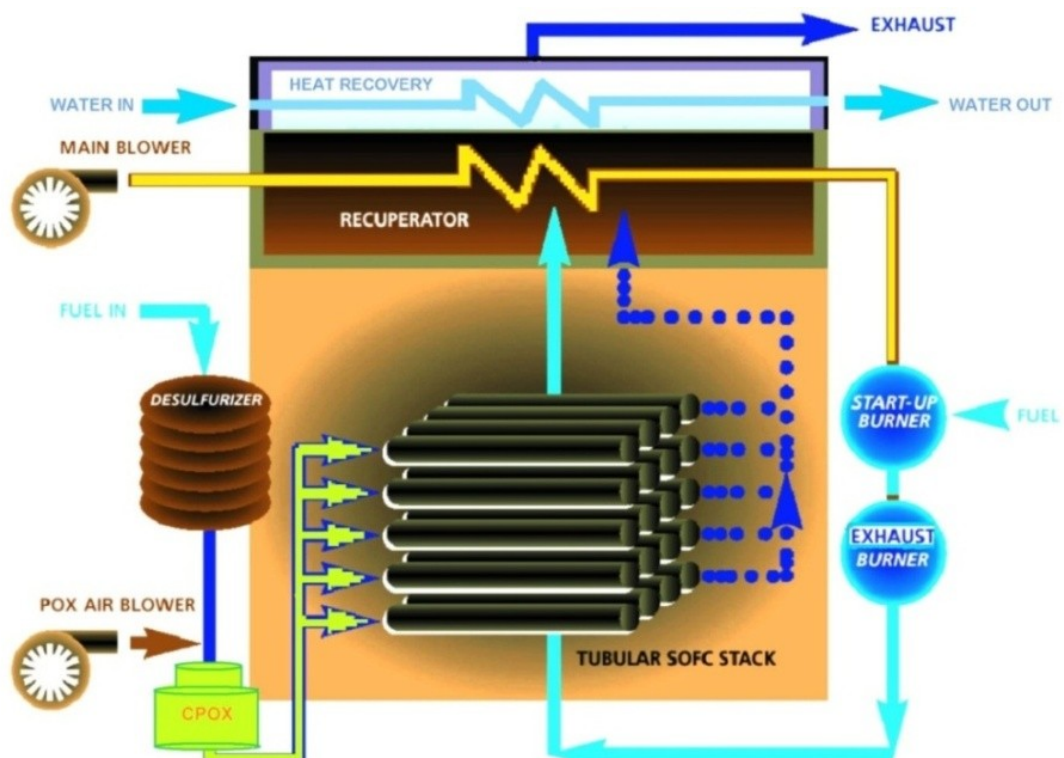 EXHAUST
HEAT RECOVERY
WATER IN
WATER OUT
MAIN BLOWER
RECUPERATOR
FUEL IN
DESULFURIZER
START-UP
BURNER
FUEL
EXHAUST
BURNER
POX AIR BLOWER
TUBULAR SOFC STACK
CPOX